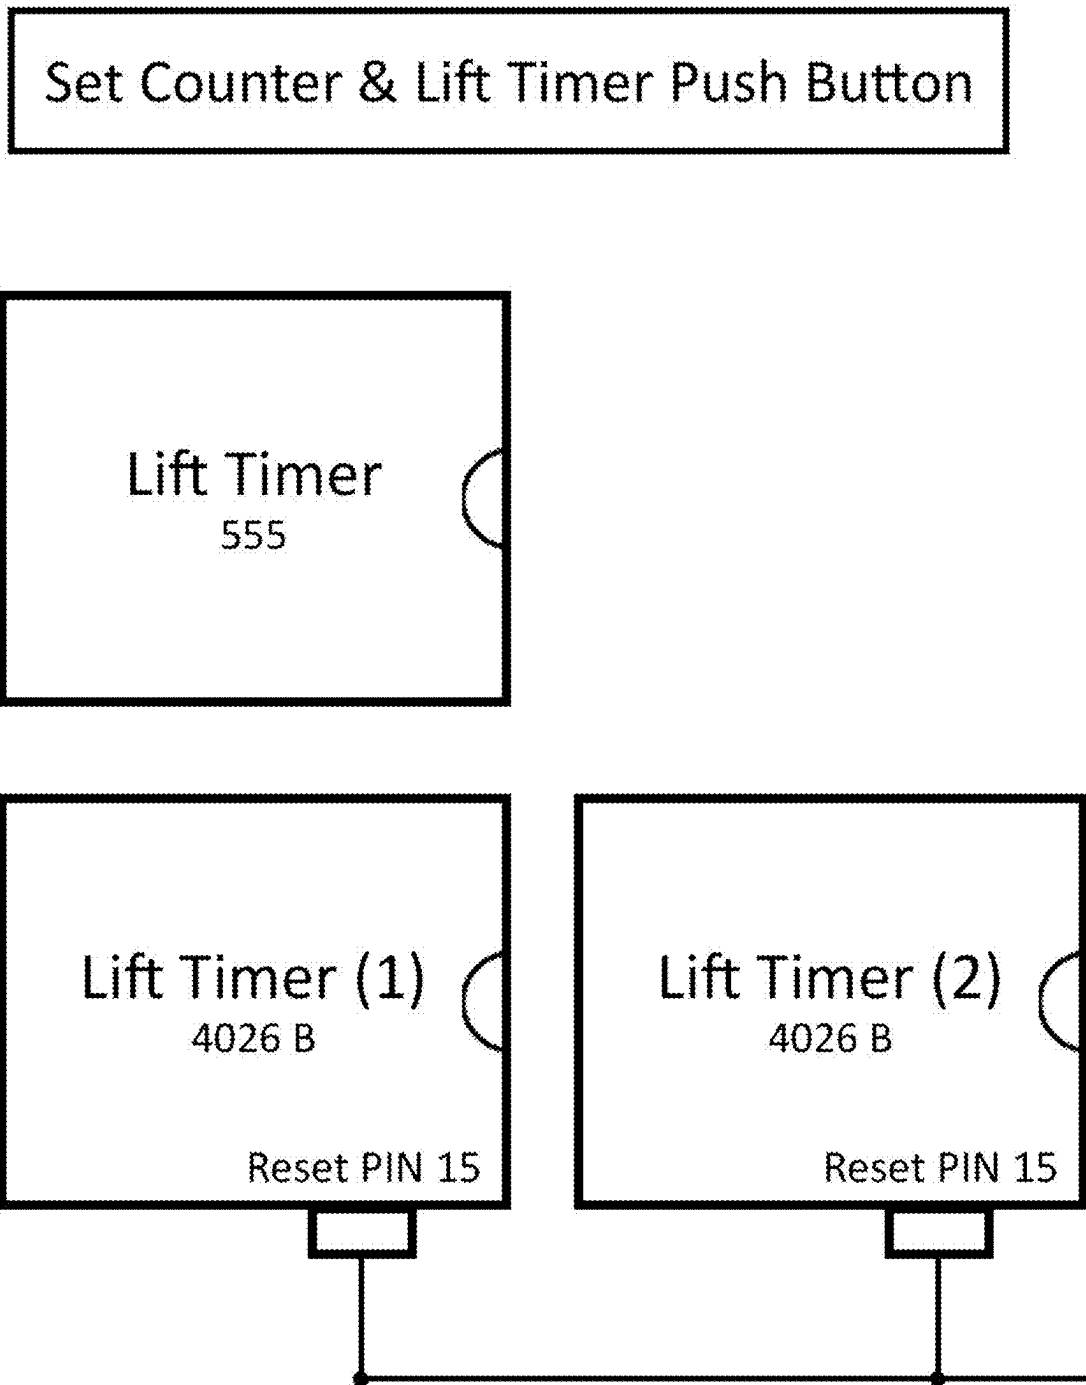 Set Counter & Lift Timer Push Button
Lift Timer
555
Lift Timer (1)
4026 B
Reset PIN 15
Lift Timer (2)
4026 B
Reset PIN 15